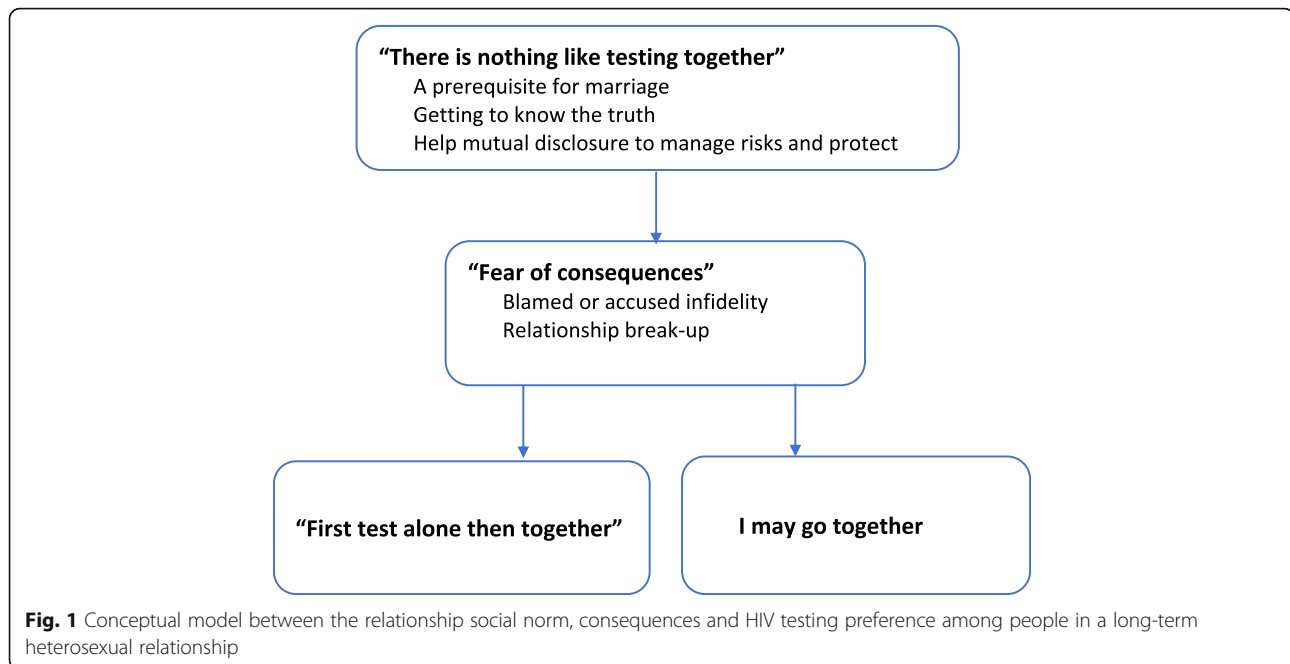 “There is nothing like testing together”
A prerequisite for marriage
Getting to know the truth
Help mutual disclosure to manage risks and protect
“Fear of consequences”
Blamed or accused infidelity
Relationship break-up
“First test alone then together”
I may go together
Fig. 1 Conceptual model between the relationship social norm, consequences and HIV testing preference among people in a long-term
heterosexual relationship